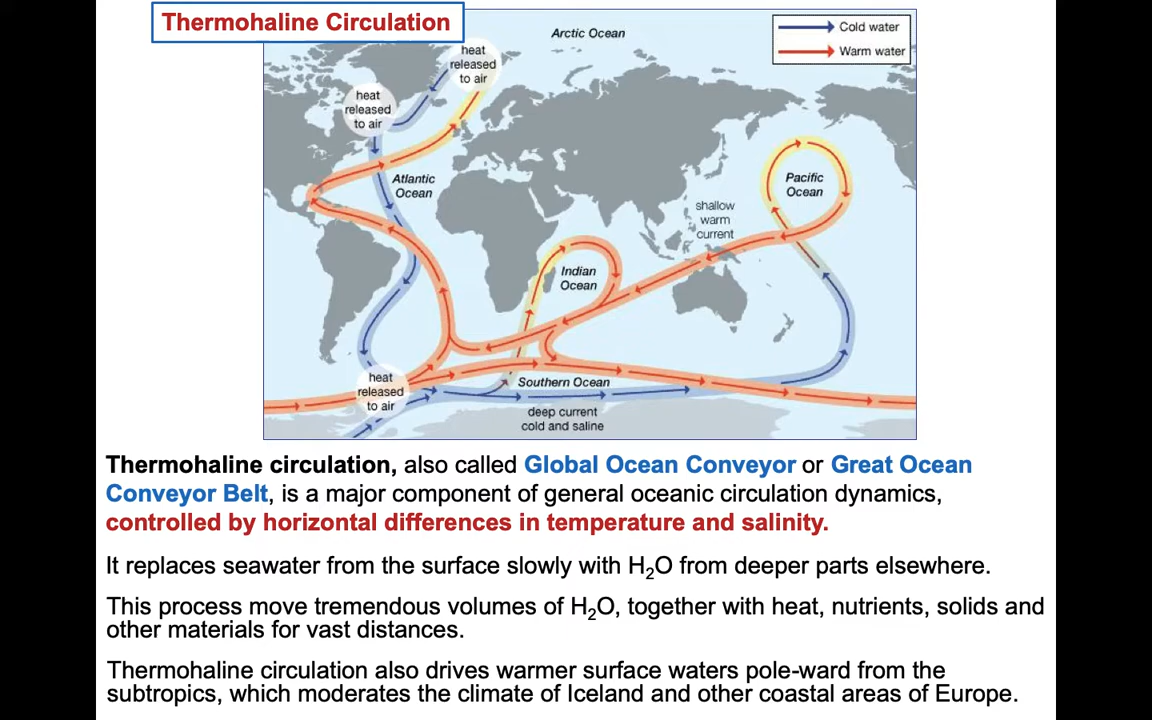 Thermohaline Circulation
Arctic Ocean
Cold water
Warm water
heat
released
to air
heat
released
to air
Atlantic
Ocean
Pacific
Ocean
shallow
warm
current
Indian
Ocean
heat
released
to air
Southern Ocean
deep current
cold and saline
Thermohaline circulation, also called Global Ocean Conveyor or Great Ocean
Conveyor Belt, is a major component of general oceanic circulation dynamics,
controlled by horizontal differences in temperature and salinity.
It replaces seawater from the surface slowly with H₂O from deeper parts elsewhere.
This process move tremendous volumes of H₂O, together with heat, nutrients, solids and
other materials for vast distances.
Thermohaline circulation also drives warmer surface waters pole-ward from the
subtropics, which moderates the climate of Iceland and other coastal areas of Europe.